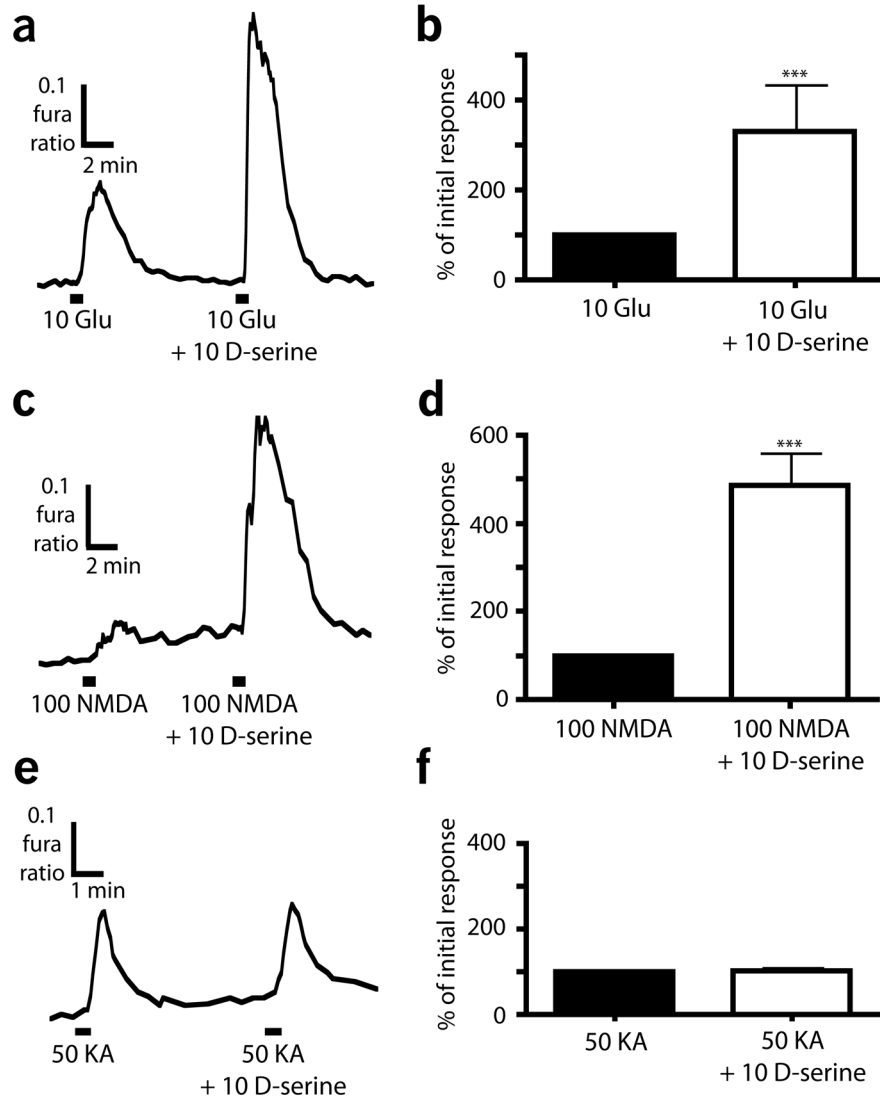 a
0.1
fura
ratio
2 min
10 Glu
10 Glu
+ 10 D-serine
b
% of initial response
400
200
0
***
10 Glu
10 Glu
+ 10 D-serine
c
0.1
fura
ratio
2 min
100 NMDA
100 NMDA
+ 10 D-serine
d
% of initial response
600
400
200
0
***
100 NMDA
100 NMDA
+ 10 D-serine
e
0.1
fura
ratio
1 min
50 KA
50 KA
+ 10 D-serine
f
% of initial response
400
200
0
50 KA
50 KA
+ 10 D-serine